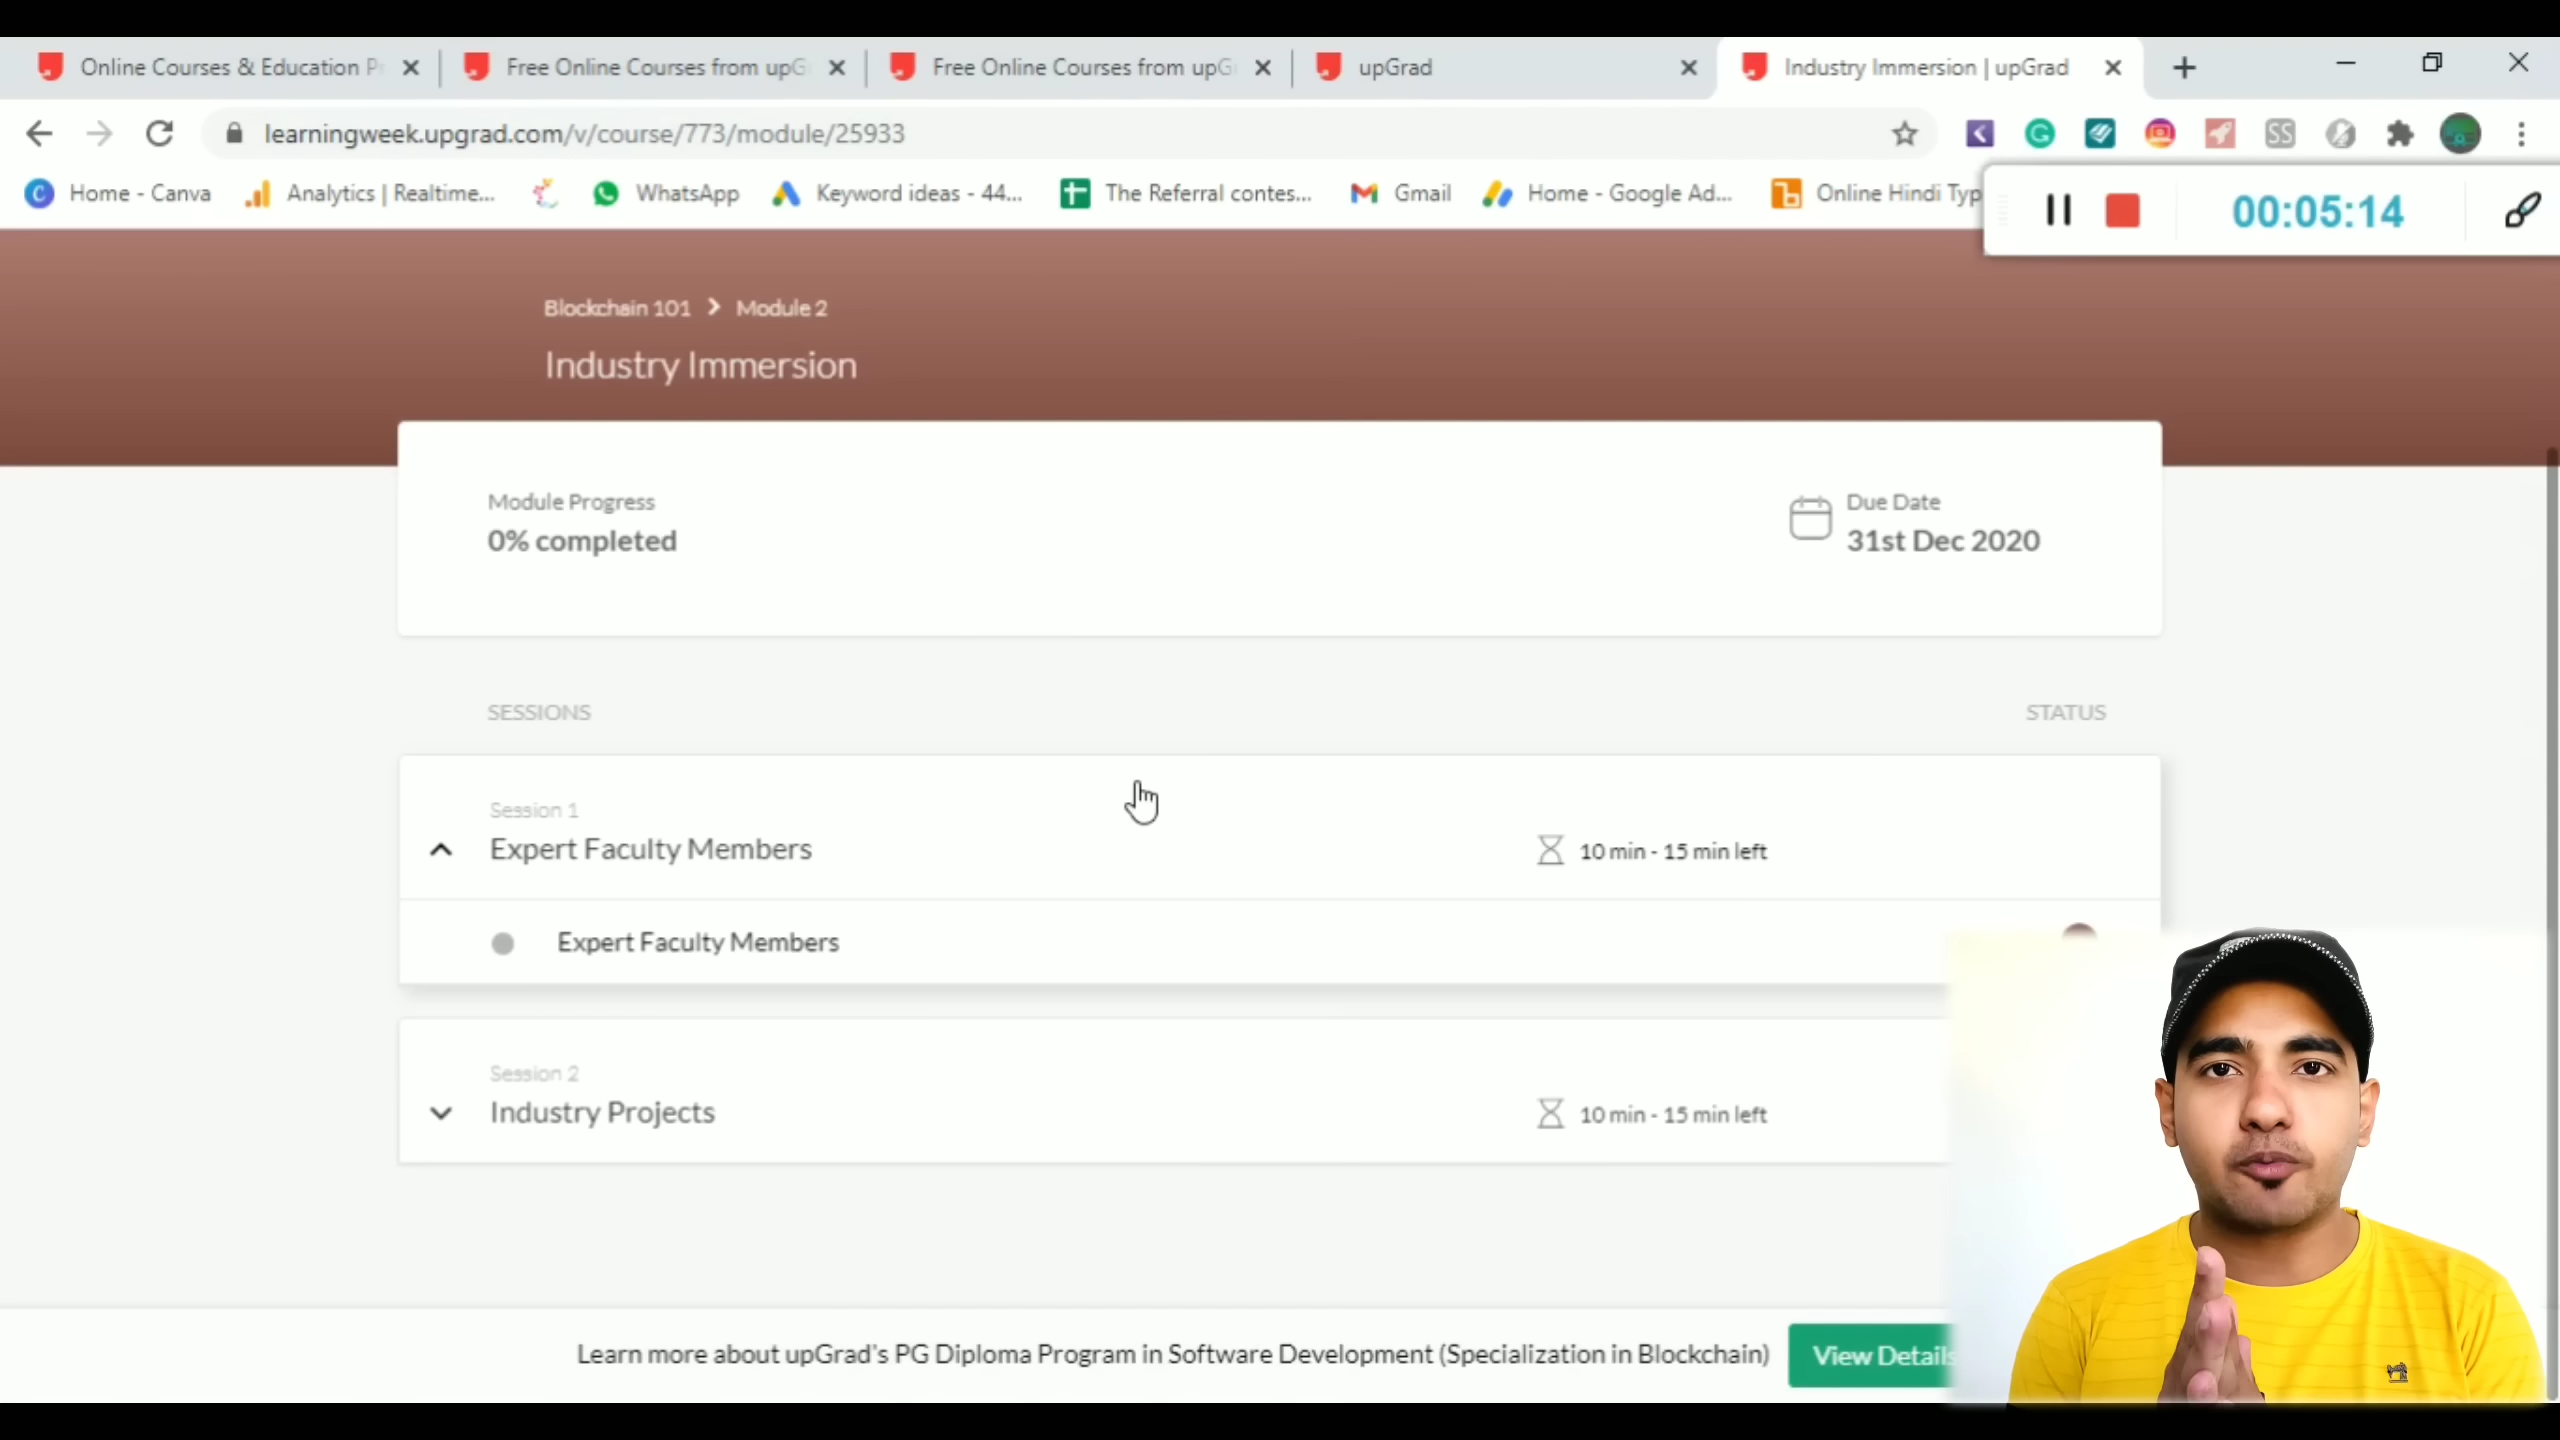 Online Courses & Education P
Free Online Courses from upG
Free Online Courses from upG
upGrad
Industry Immersion | upGrad
learningweek.upgrad.com/v/course/773/module/25933
SS
Home - Canva
Analytics | Realtime...
WhatsApp
Keyword ideas - 44...
The Referral contes...
Gmail
Home - Google Ad...
Online Hindi Typ
00:05:14
Blockchain 101 > Module 2
Industry Immersion
Module Progress
0% completed
Due Date
31st Dec 2020
SESSIONS
STATUS
Session 1
Expert Faculty Members
10 min - 15 min left
Expert Faculty Members
Session 2
Industry Projects
10 min - 15 min left
Learn more about upGrad's PG Diploma Program in Software Development (Specialization in Blockchain)
View Details